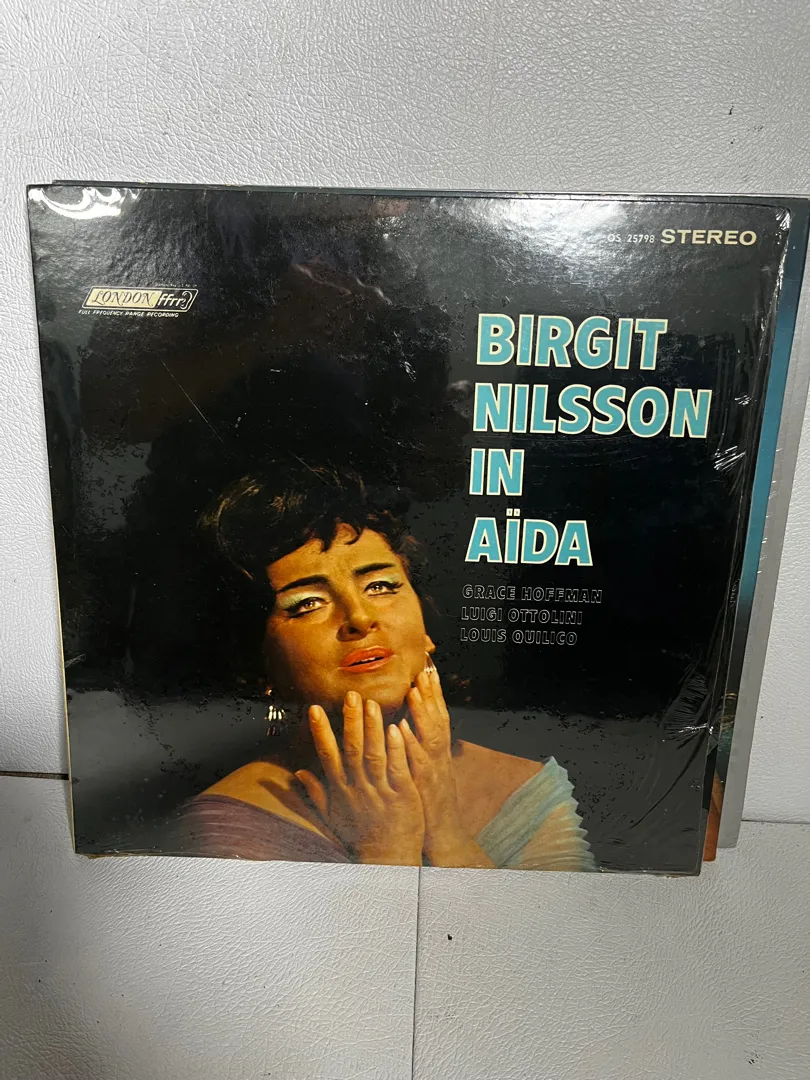 OS 25798 STEREO
LONDON ffrr
FULL FREQUENCY RANGE RECORDING
BIRGIT
NILSSON
IN
AÏDA
GRACE HOFFMAN
LUIGI OTTOLINI
LOUIS QUILICO